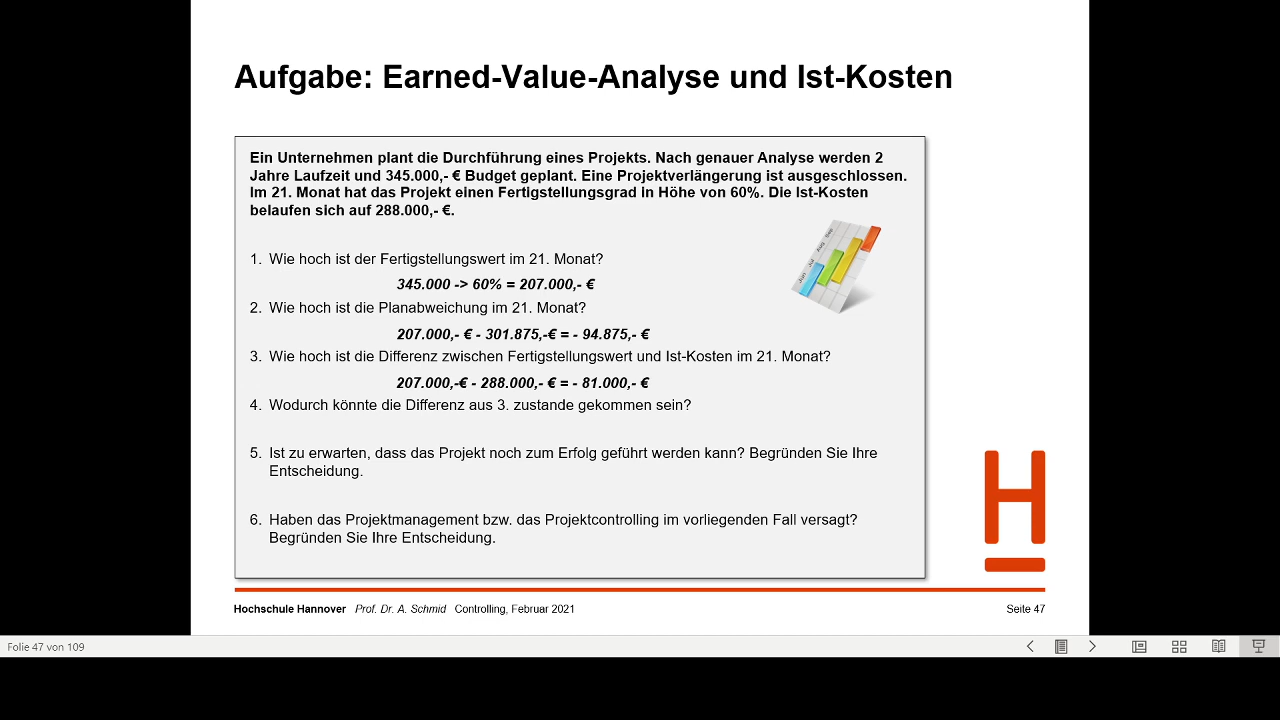 Aufgabe: Earned-Value-Analyse und Ist-Kosten
Ein Unternehmen plant die Durchführung eines Projekts. Nach genauer Analyse werden 2
Jahre Laufzeit und 345.000,- € Budget geplant. Eine Projektverlängerung ist ausgeschlossen.
Im 21. Monat hat das Projekt einen Fertigstellungsgrad in Höhe von 60%. Die Ist-Kosten
belaufen sich auf 288.000,- €.
1. Wie hoch ist der Fertigstellungswert im 21. Monat?
345.000 -> 60% = 207.000,- €
2. Wie hoch ist die Planabweichung im 21. Monat?
207.000,- € - 301.875,-€ = - 94.875,- €
3. Wie hoch ist die Differenz zwischen Fertigstellungswert und Ist-Kosten im 21. Monat?
207.000,-€ - 288.000,- € = - 81.000,- €
4. Wodurch könnte die Differenz aus 3. zustande gekommen sein?
5. Ist zu erwarten, dass das Projekt noch zum Erfolg geführt werden kann? Begründen Sie Ihre
Entscheidung.
6. Haben das Projektmanagement bzw. das Projektcontrolling im vorliegenden Fall versagt?
Begründen Sie Ihre Entscheidung.
Jun
Jul
Aug
Sep
H
Hochschule Hannover Prof. Dr. A. Schmid Controlling, Februar 2021
Seite 47
Folie 47 von 109